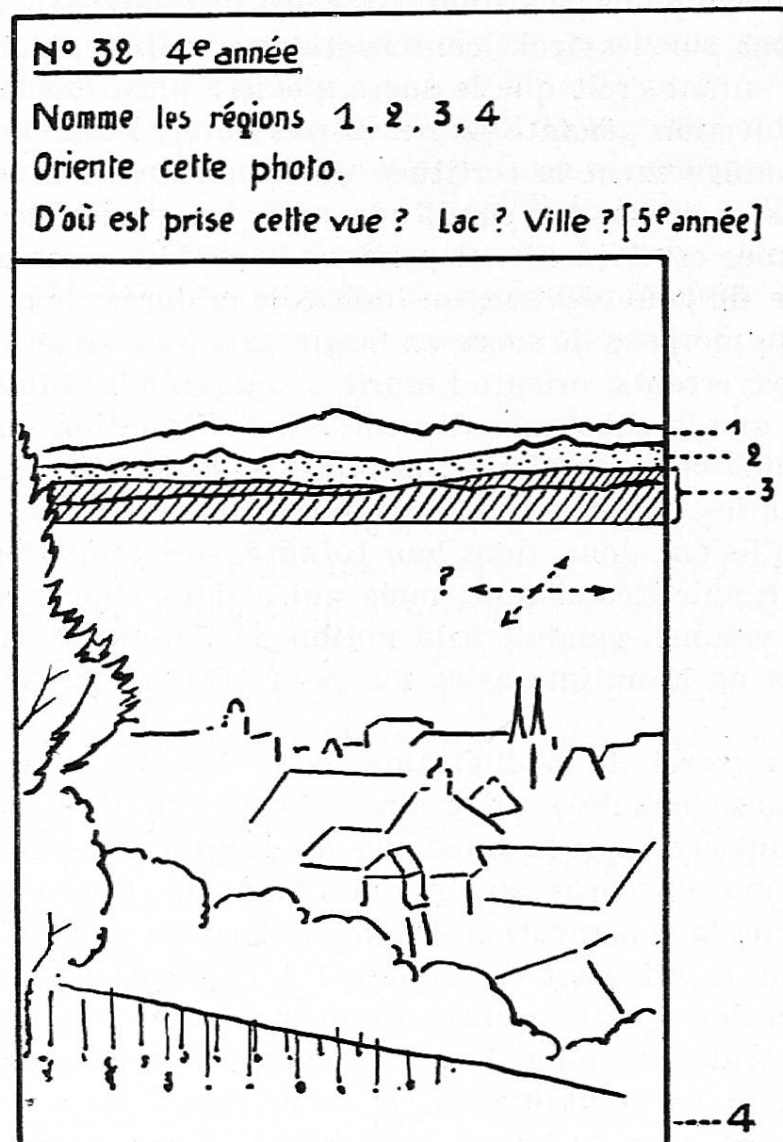 Nº 32 4e année
Nomme les régions 1, 2, 3, 4
Oriente cette photo.
D'où est prise cette vue ? Lac ? Ville ? [5e année]
1
2
3
?
4